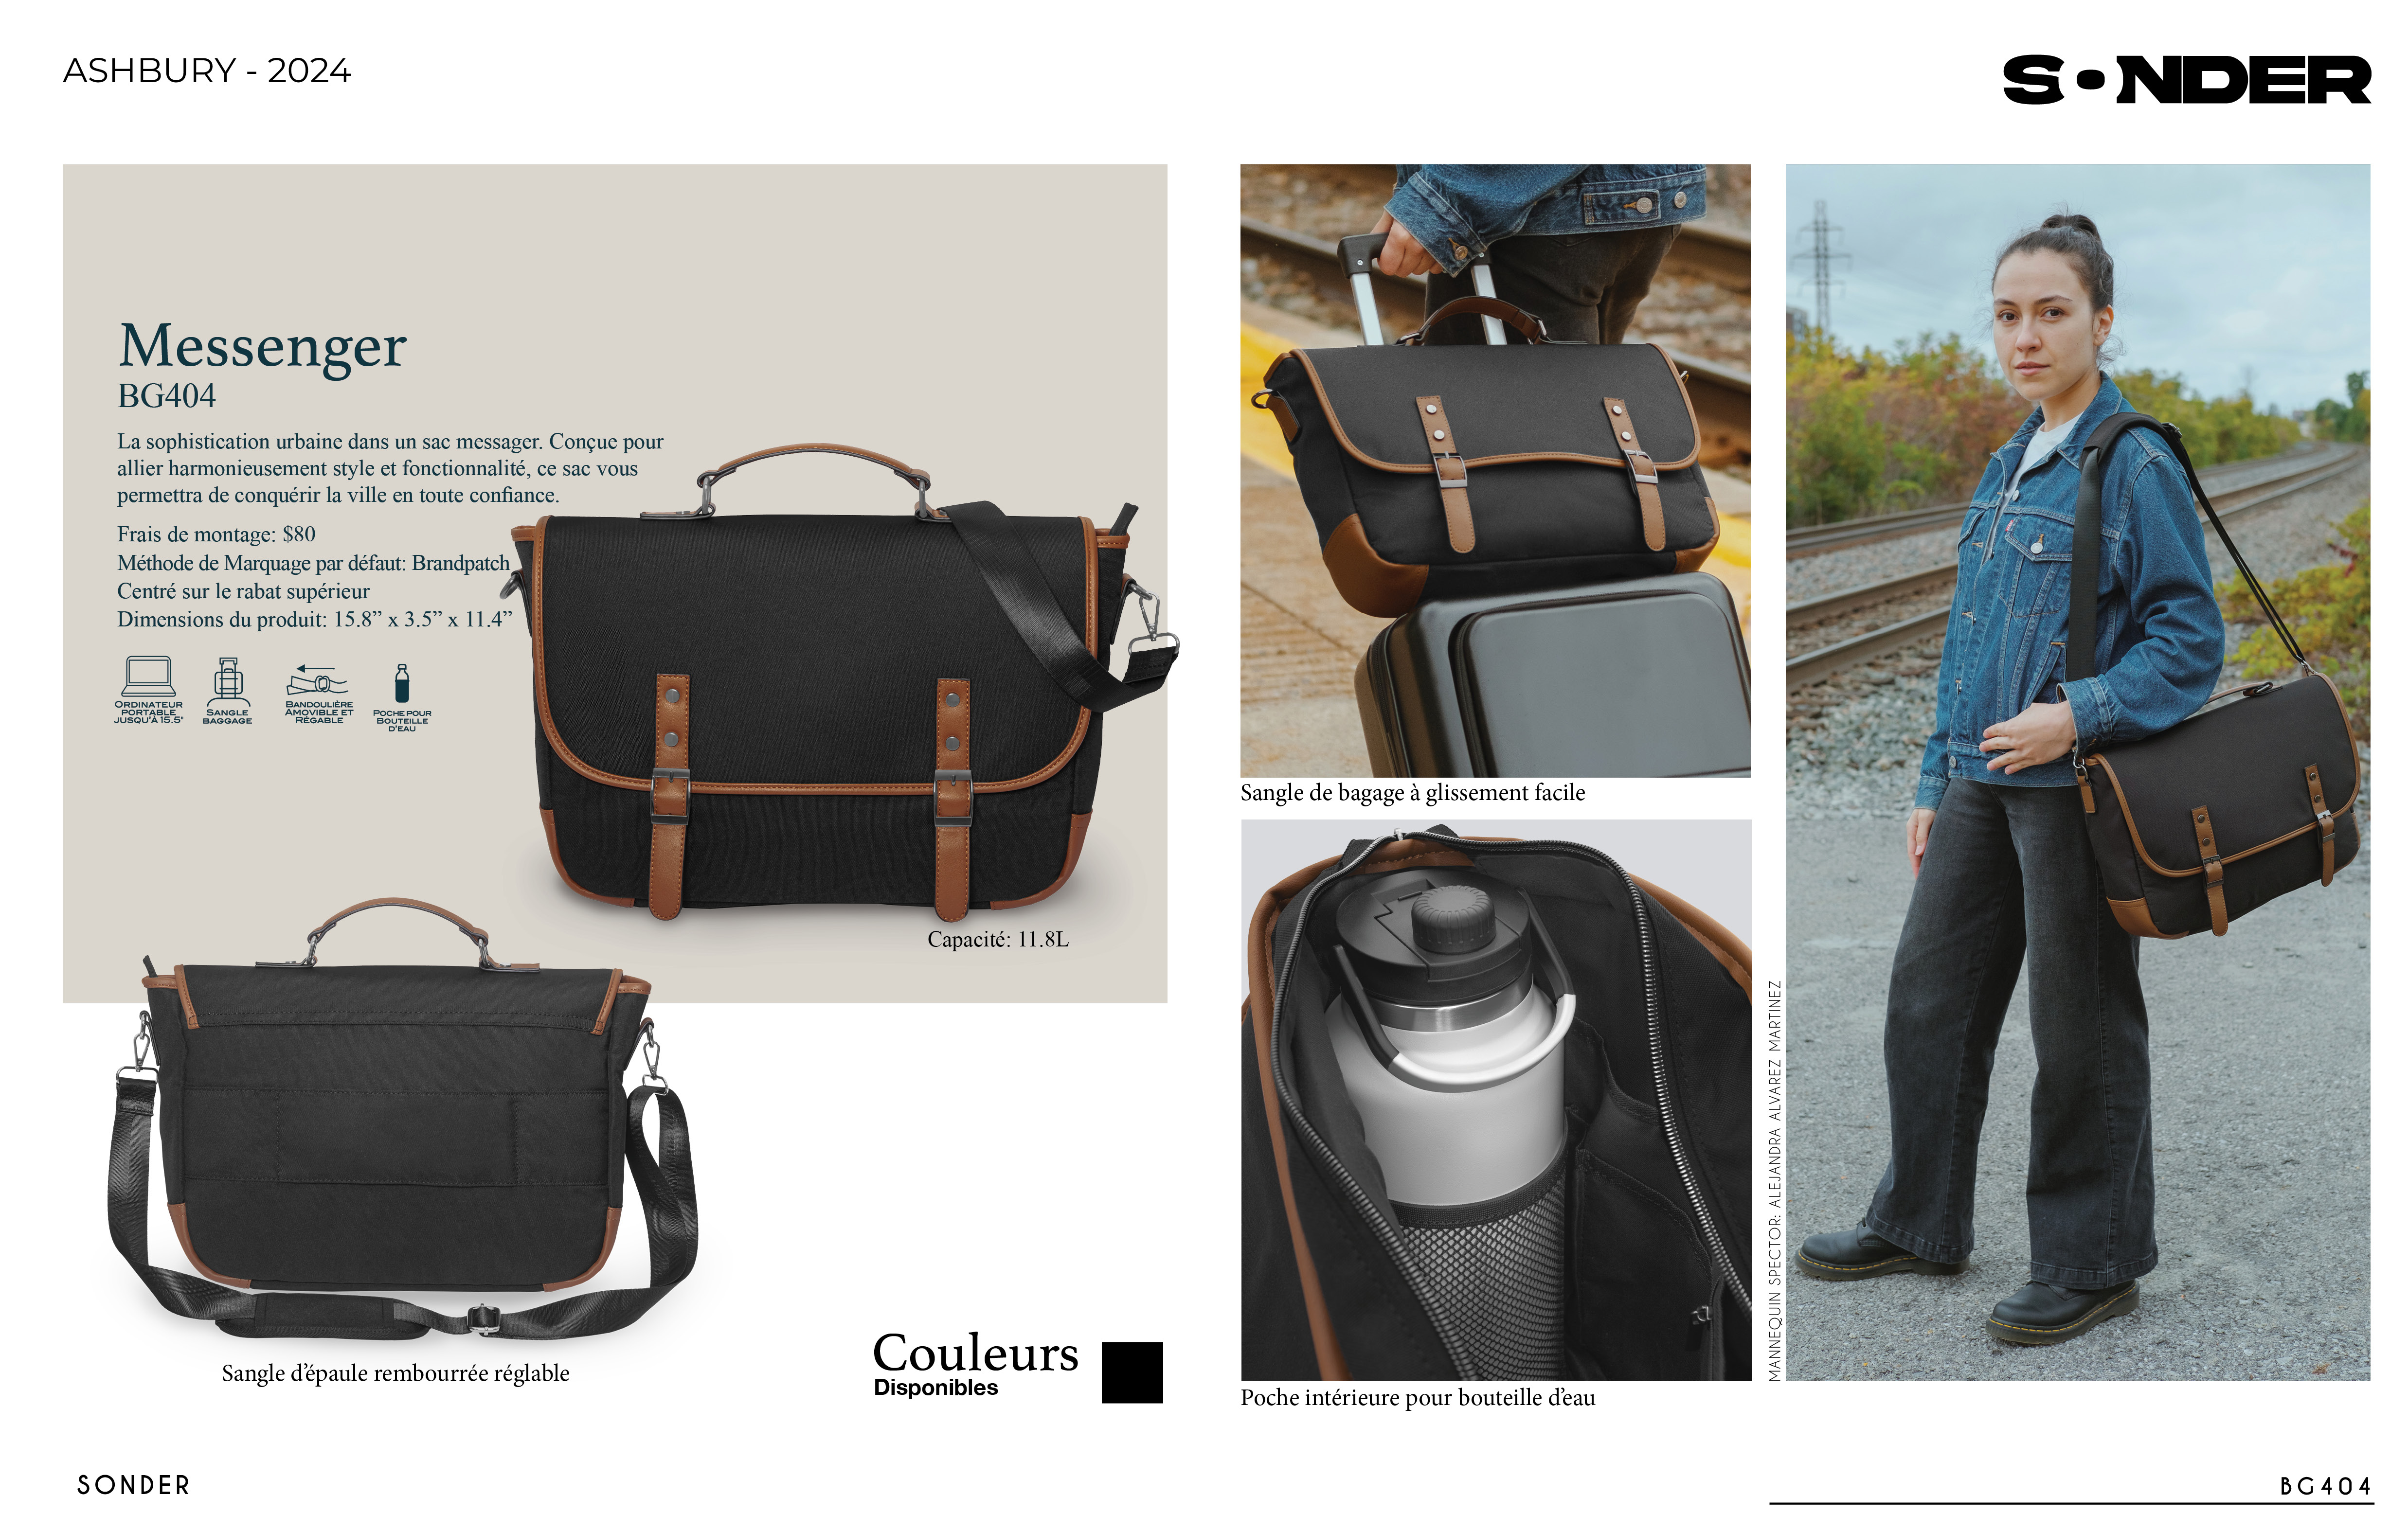 ASHBURY - 2024
SONDER
Messenger
BG404
La sophistication urbaine dans un sac messager. Conçue pour
allier harmonieusement style et fonctionnalité, ce sac vous
permettra de conquérir la ville en toute confiance.
Frais de montage: $80
Méthode de Marquage par défaut: Brandpatch
Centré sur le rabat supérieur
Dimensions du produit: 15.8” x 3.5” x 11.4”
ORDINATEUR
PORTABLE
JUSQU'À 15.5"
SANGLE
BAGGAGE
BANDOULIÈRE
AMOVIBLE ET
RÉGABLE
POCHE POUR
BOUTEILLE
D'EAU
Capacité: 11.8L
Sangle d’épaule rembourrée réglable
Couleurs
Disponibles
Sangle de bagage à glissement facile
Poche intérieure pour bouteille d’eau
MANNEQUIN SPECTOR: ALEJANDRA ALVAREZ MARTINEZ
SONDER
BG404